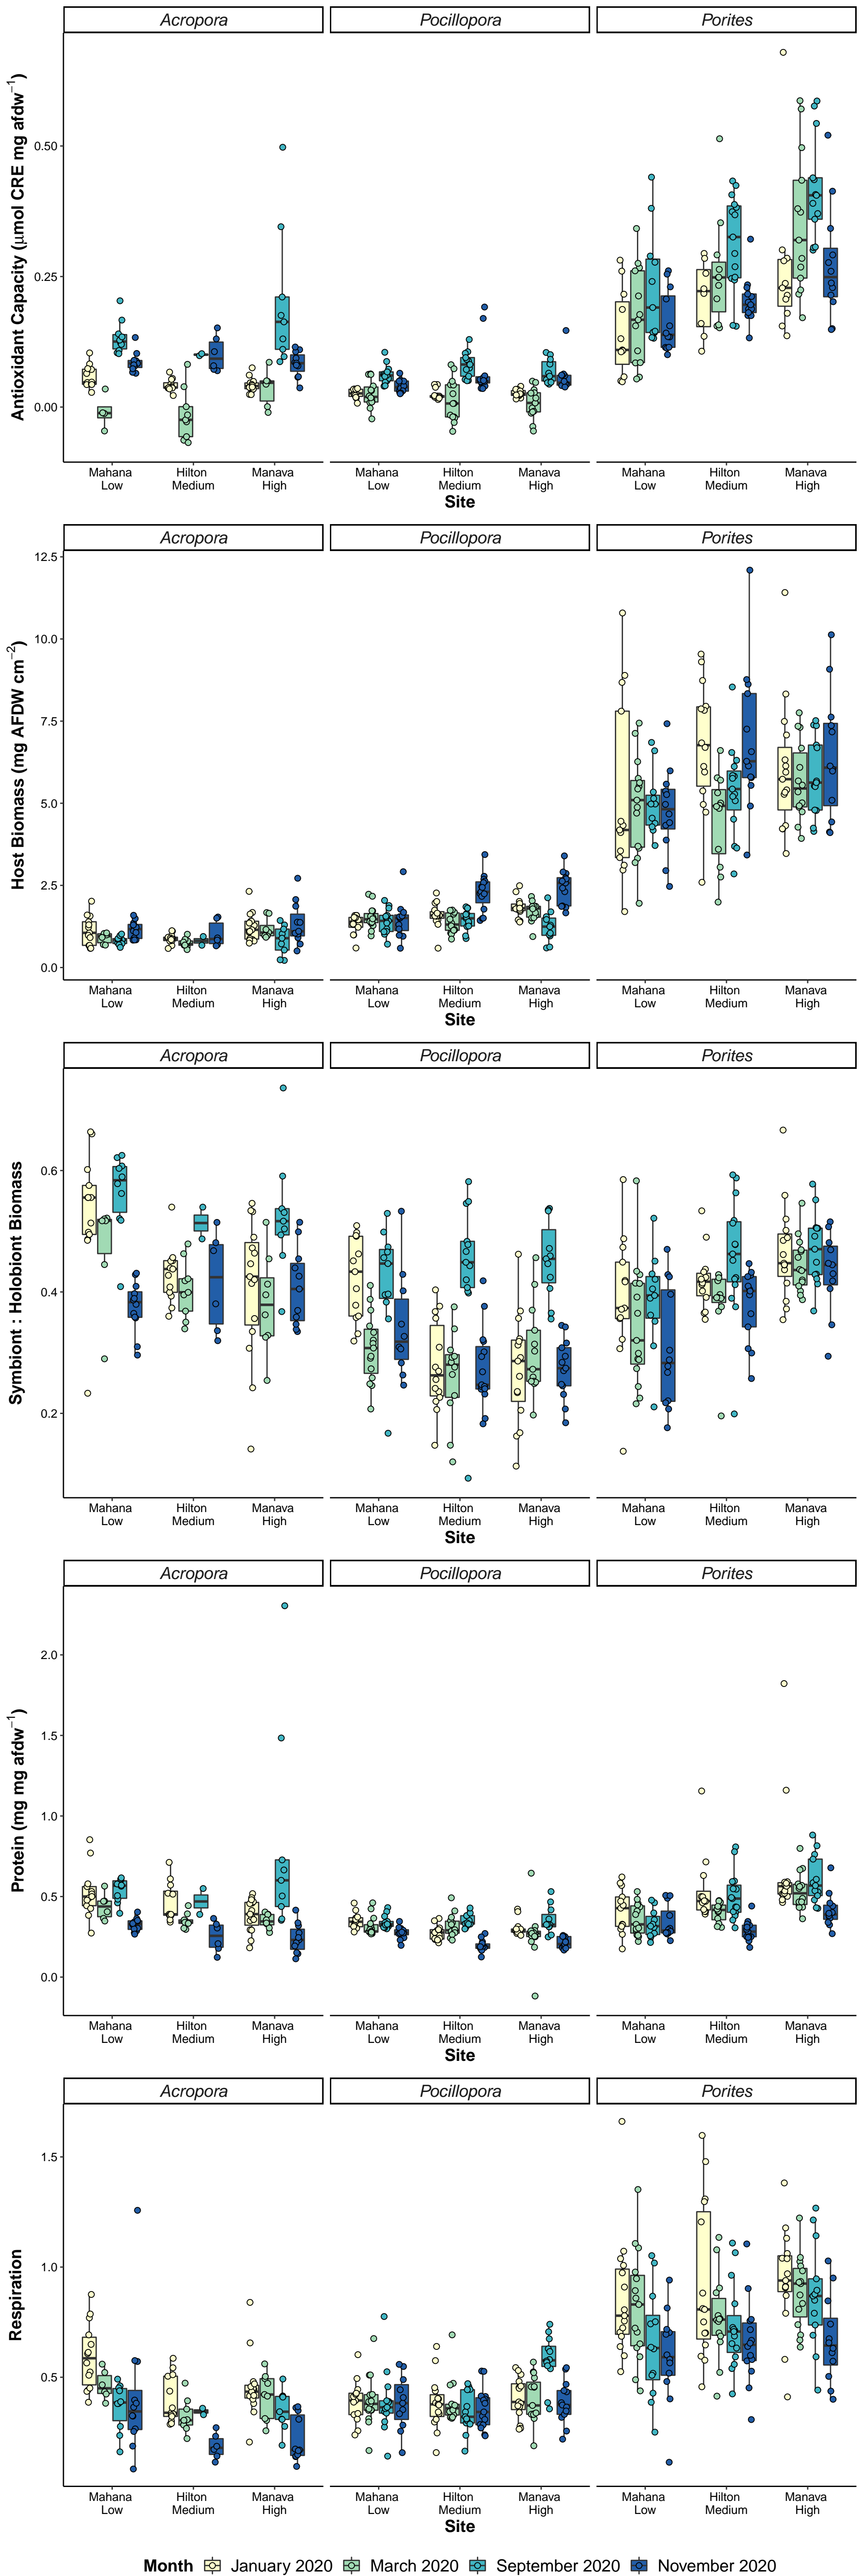 Acropora Pocillopora Porites
Antioxidant Capacity (μmol CRE mg afdw⁻¹)
0.50
0.25
0.00
Mahana Hilton Manava Mahana Hilton Manava Mahana Hilton Manava
Low Medium High Low Medium High Low Medium High
Site
Acropora Pocillopora Porites
Host Biomass (mg AFDW cm⁻²)
12.5
10.0
7.5
5.0
2.5
0.0
Mahana Hilton Manava Mahana Hilton Manava Mahana Hilton Manava
Low Medium High Low Medium High Low Medium High
Site
Acropora Pocillopora Porites
Symbiont : Holobiont Biomass
0.6
0.4
0.2
Mahana Hilton Manava Mahana Hilton Manava Mahana Hilton Manava
Low Medium High Low Medium High Low Medium High
Site
Acropora Pocillopora Porites
Protein (mg mg afdw⁻¹)
2.0
1.5
1.0
0.5
0.0
Mahana Hilton Manava Mahana Hilton Manava Mahana Hilton Manava
Low Medium High Low Medium High Low Medium High
Site
Acropora Pocillopora Porites
Respiration
1.5
1.0
0.5
Mahana Hilton Manava Mahana Hilton Manava Mahana Hilton Manava
Low Medium High Low Medium High Low Medium High
Site
Month January 2020 March 2020 September 2020 November 2020